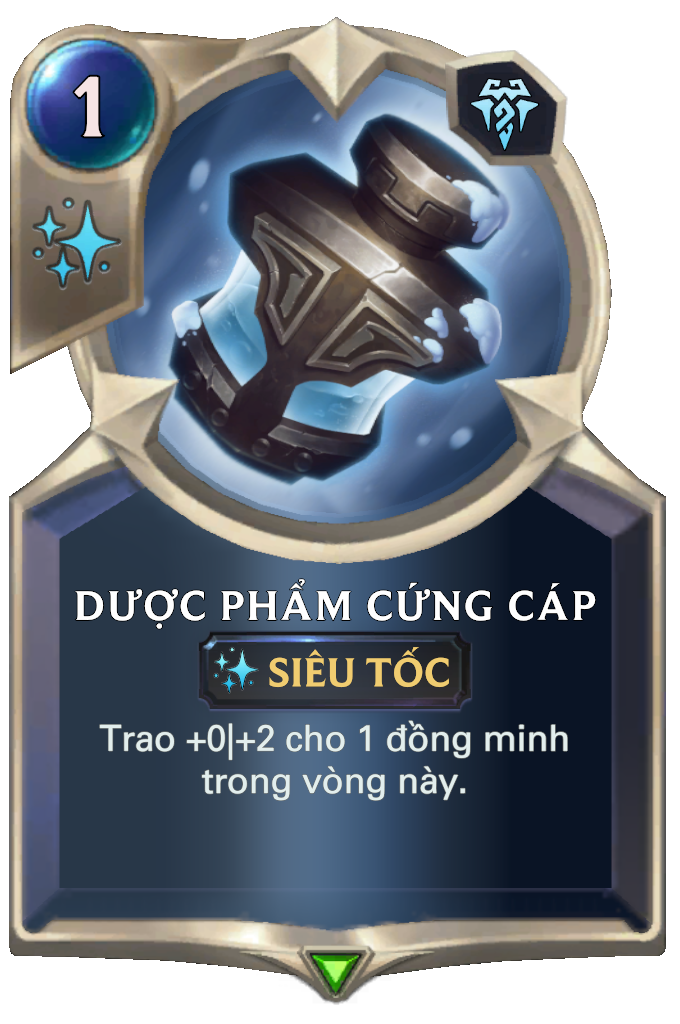 1
DƯỢC PHẨM CỨNG CÁP
SIÊU TỐC
Trao +0|+2 cho 1 đồng minh
trong vòng này.